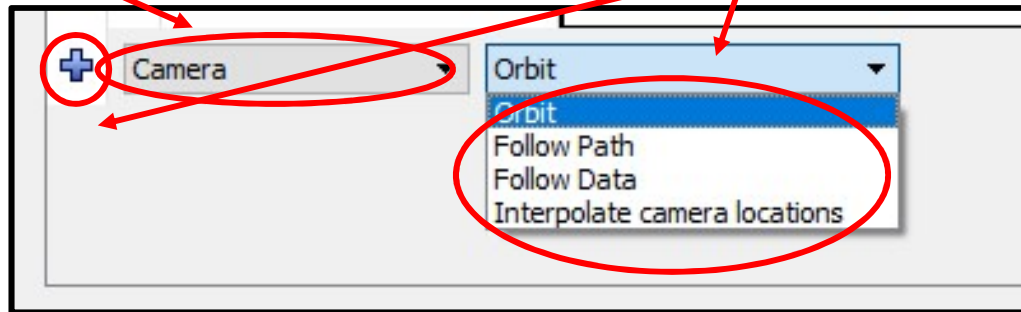 Camera
Orbit
Orbit
Follow Path
Follow Data
Interpolate camera locations